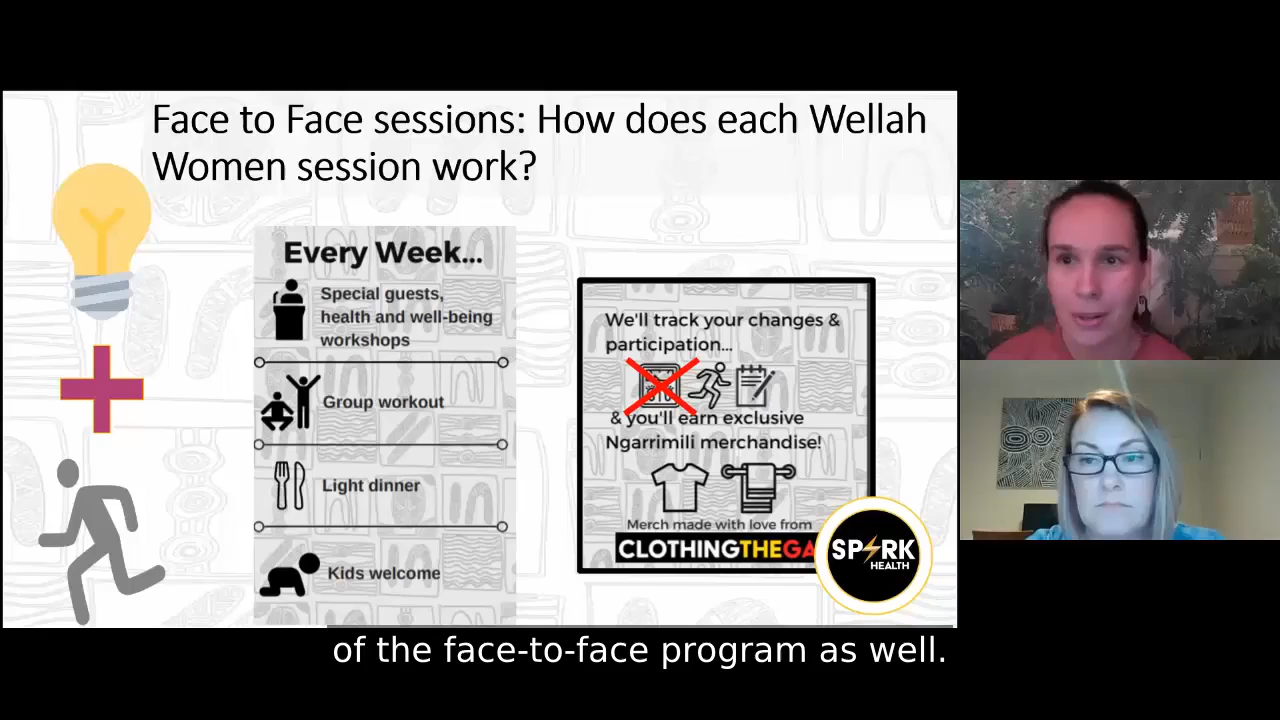 Face to Face sessions: How does each Wellah
Women session work?
Every Week...
Special guests,
health and well-being
workshops
Group workout
Light dinner
Kids welcome
We'll track your changes &
participation...
& you'll earn exclusive
Ngarrimili merchandise!
Merch made with love from
CLOTHINGTHEGA
SPARK
HEALTH
of the face-to-face program as well.